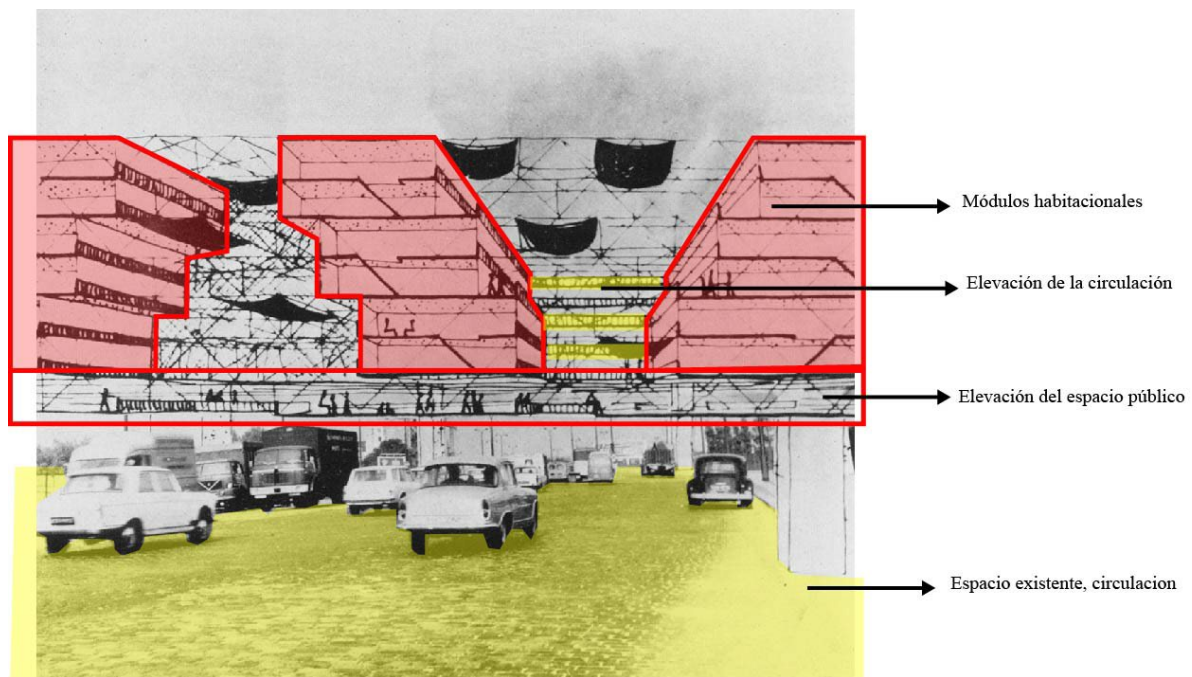 Módulos habitacionales
Elevación de la circulación
Elevación del espacio público
Espacio existente, circulacion